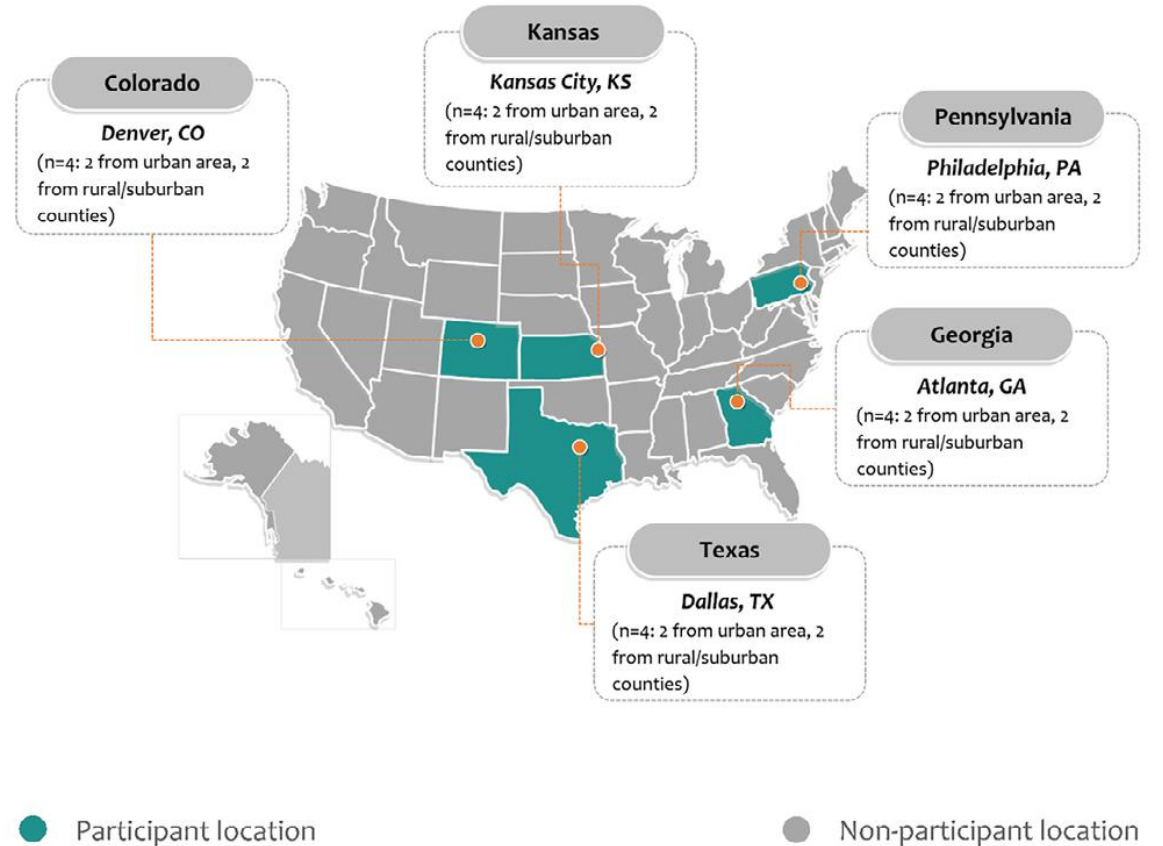 Kansas
Kansas City, KS
(n=4: 2 from urban area, 2
from rural/suburban
counties)
Colorado
Denver, CO
(n=4: 2 from urban area, 2
from rural/suburban
counties)
Pennsylvania
Philadelphia, PA
(n=4: 2 from urban area, 2
from rural/suburban
counties)
Georgia
Atlanta, GA
(n=4: 2 from urban area, 2
from rural/suburban
counties)
Texas
Dallas, TX
(n=4: 2 from urban area, 2
from rural/suburban
counties)
Participant location
Non-participant location